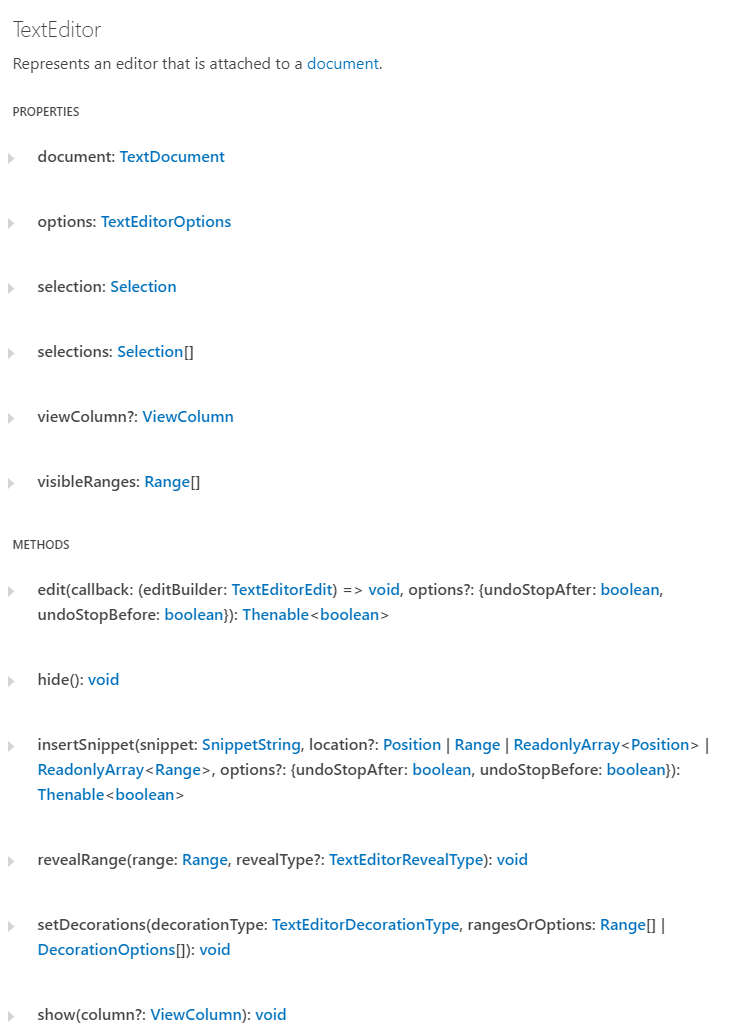 TextEditor
Represents an editor that is attached to a document.
PROPERTIES
document: TextDocument
options: TextEditorOptions
selection: Selection
selections: Selection[]
viewColumn?: ViewColumn
visibleRanges: Range[]
METHODS
edit(callback: (editBuilder: TextEditorEdit) => void, options?: {undoStopAfter: boolean,
undoStopBefore: boolean}): Thenable<boolean>
hide(): void
insertSnippet(snippet: SnippetString, location?: Position | Range | ReadonlyArray<Position> |
ReadonlyArray<Range>, options?: {undoStopAfter: boolean, undoStopBefore: boolean}):
Thenable<boolean>
revealRange(range: Range, revealType?: TextEditorRevealType): void
setDecorations(decorationType: TextEditorDecorationType, rangesOrOptions: Range[] |
DecorationOptions[]): void
show(column?: ViewColumn): void